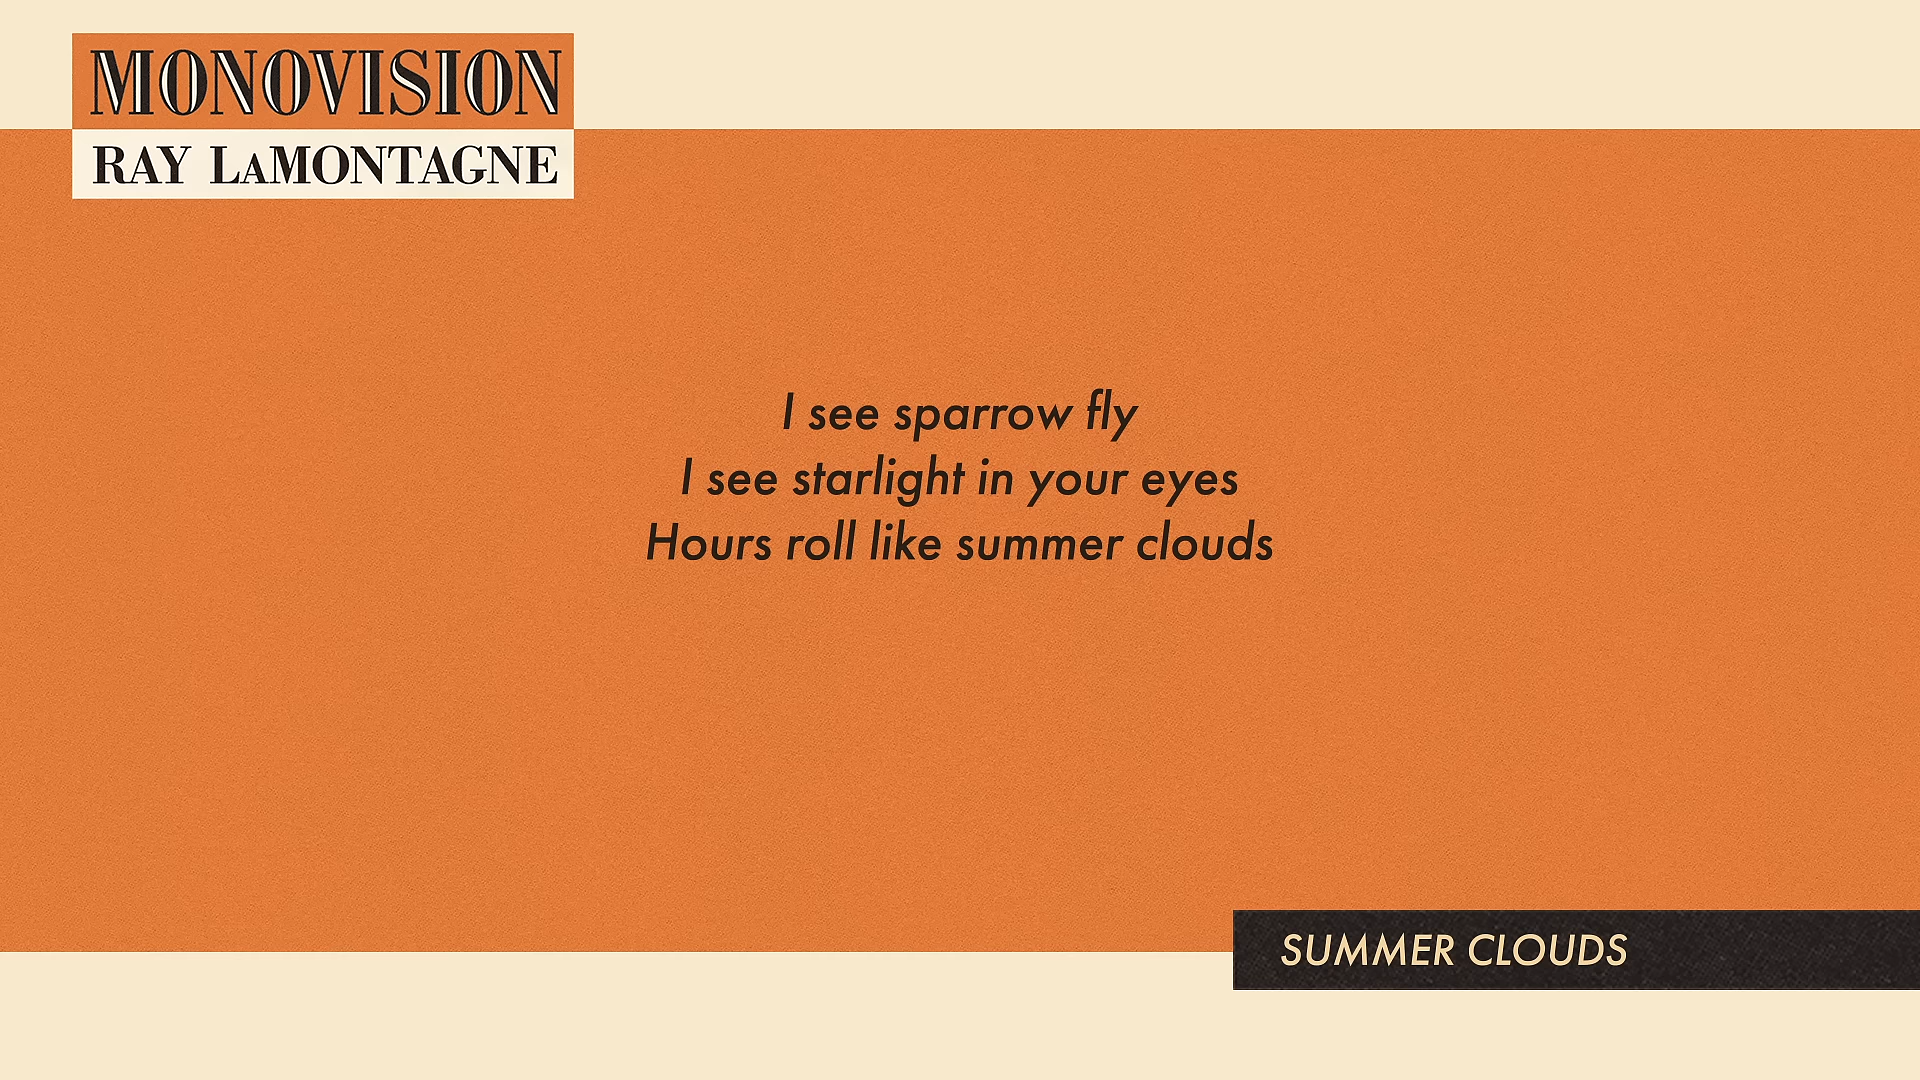 MONOVISION
RAY LAMONTAGNE
I see sparrow fly
I see starlight in your eyes
Hours roll like summer clouds
SUMMER CLOUDS